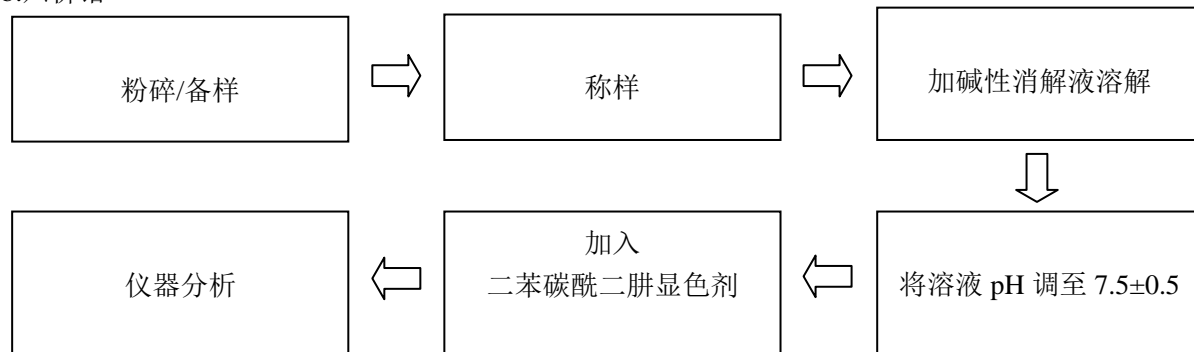 粉碎/备样
称样
加碱性消解液溶解
将溶液 pH 调至 7.5±0.5
加入
二苯碳酰二肼显色剂
仪器分析